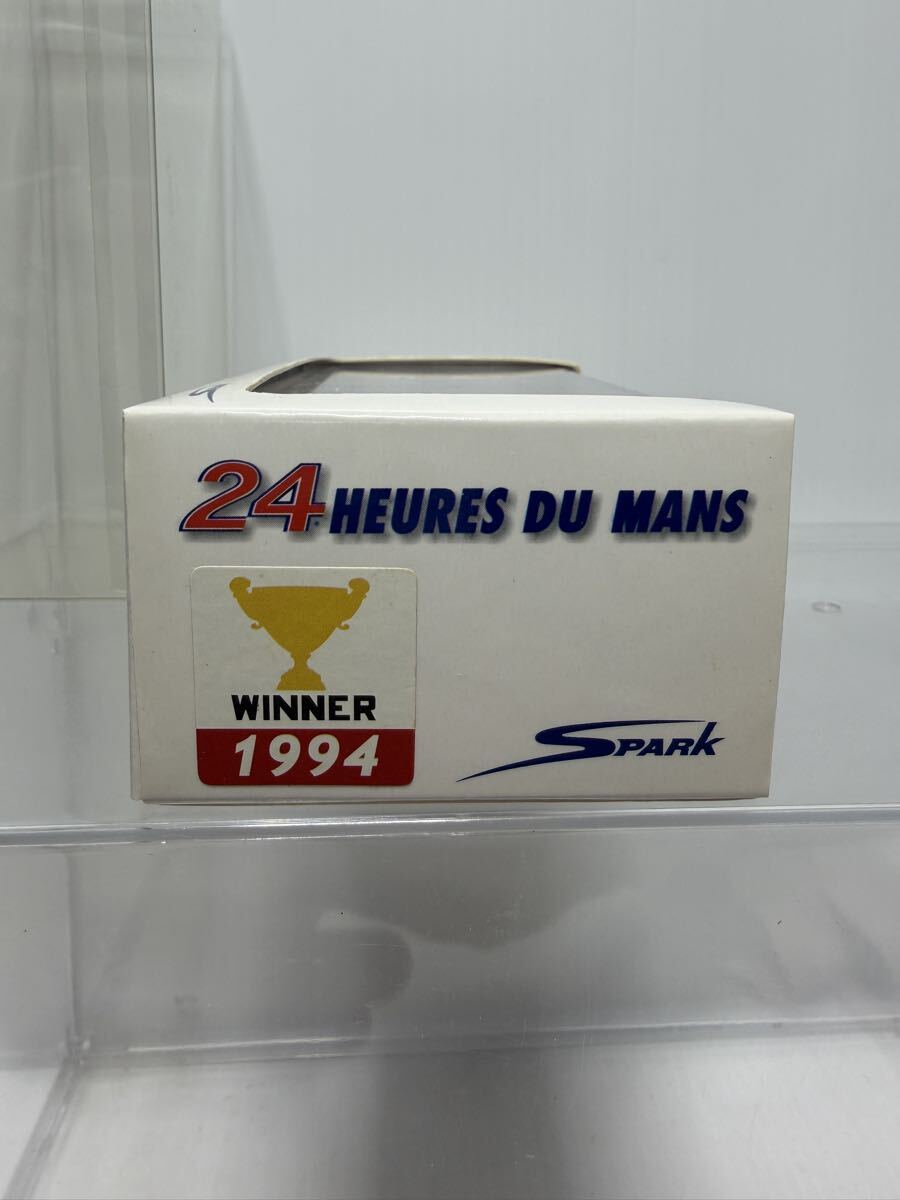 24 HEURES DU MANS
WINNER
1994
SPARK